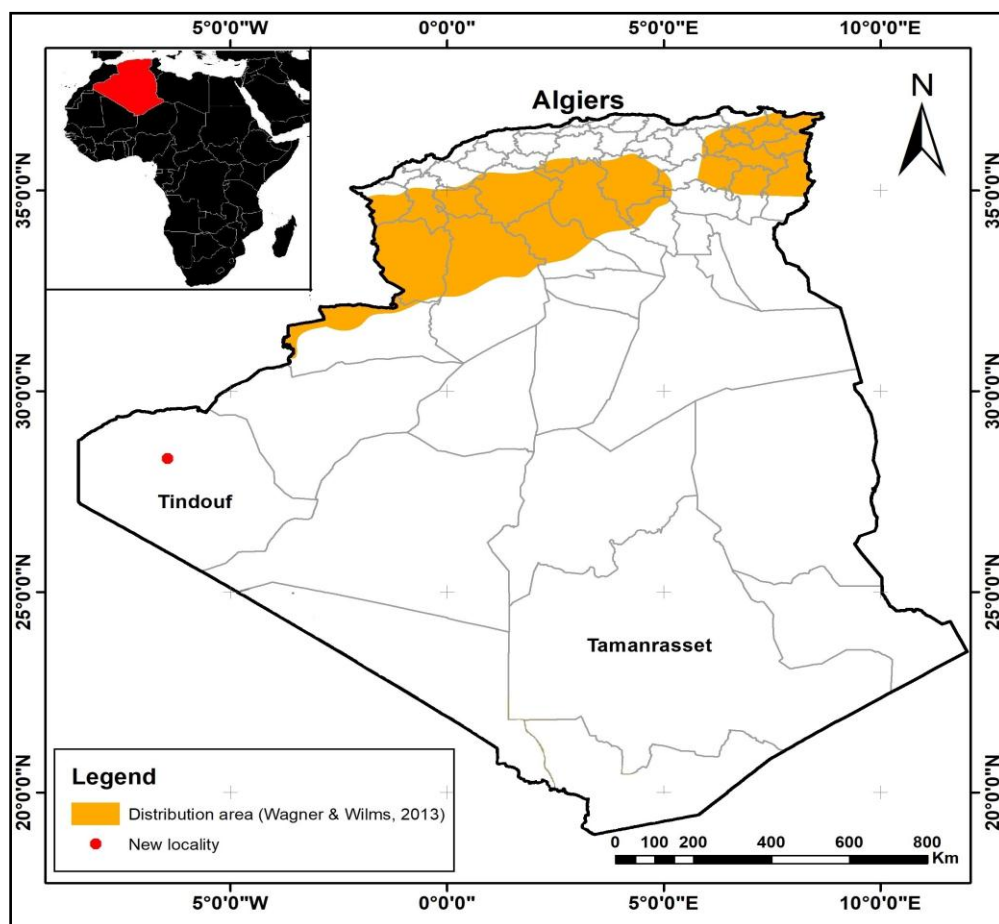 5°0'0"W 0°0'0" 5°0'0"E 10°0'0"E
N
Algiers
35°0'0"N 35°0'0"N
30°0'0"N 30°0'0"N
Tindouf
25°0'0"N 25°0'0"N
Tamanrasset
20°0'0"N 20°0'0"N
Legend
Distribution area (Wagner & Wilms, 2013)
New locality
0 50 100 200 400 600 800
Km
5°0'0"W 0°0'0" 5°0'0"E 10°0'0"E